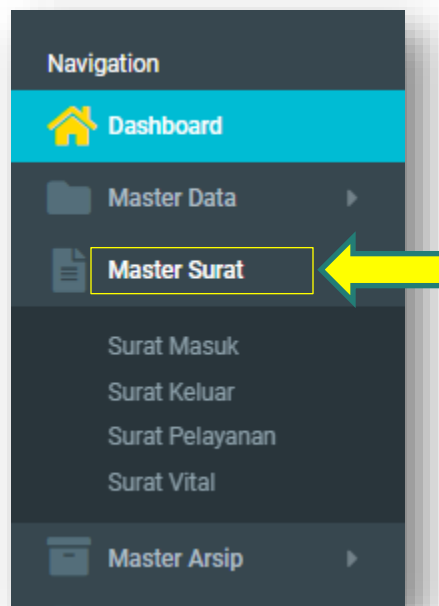 Navigation
Dashboard
Master Data
Master Surat
Surat Masuk
Surat Keluar
Surat Pelayanan
Surat Vital
Master Arsip